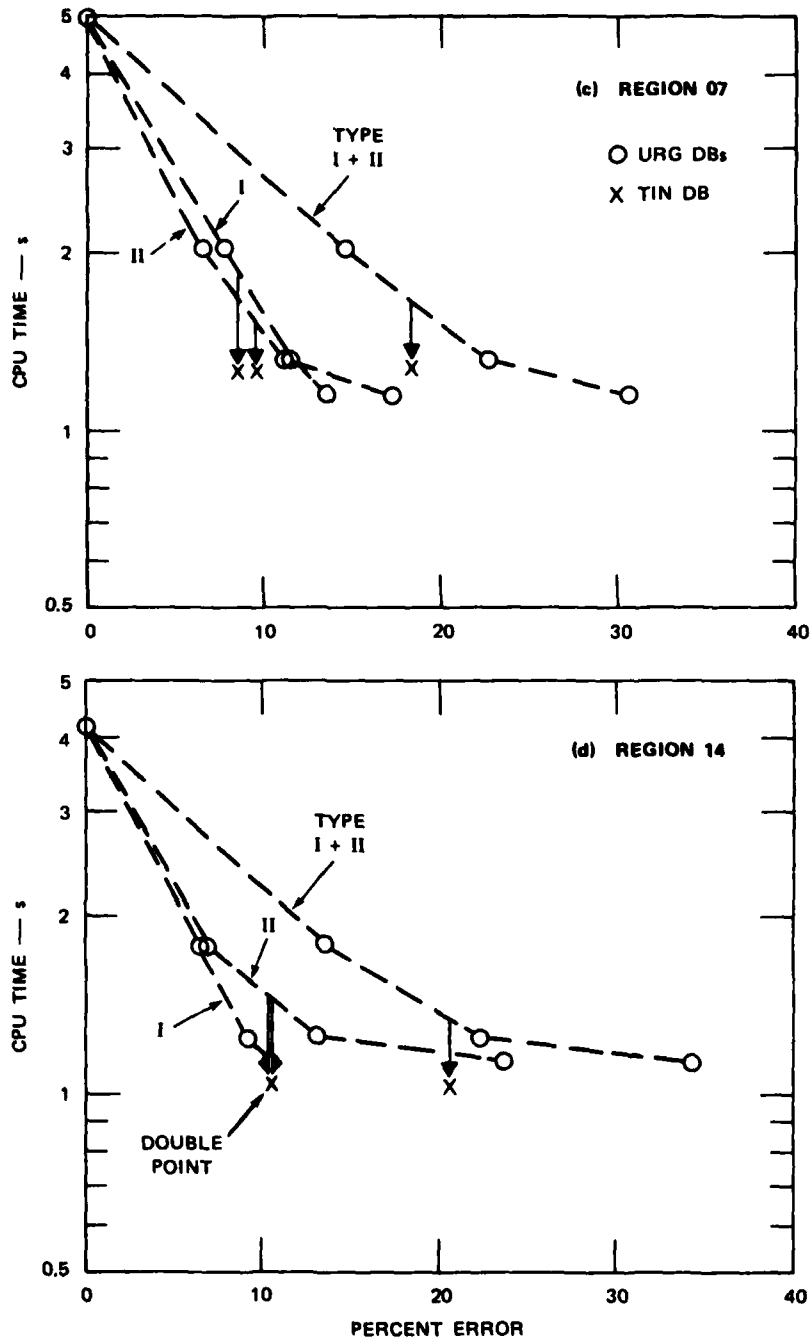 5
4
3
2
1
0.5
CPU TIME — s
(c) REGION 07
TYPE
I + II
O URG DBs
X TIN DB
I
II
0 10 20 30 40
5
4
3
2
1
0.5
CPU TIME — s
(d) REGION 14
TYPE
I + II
II
I
DOUBLE
POINT
0 10 20 30 40
PERCENT ERROR